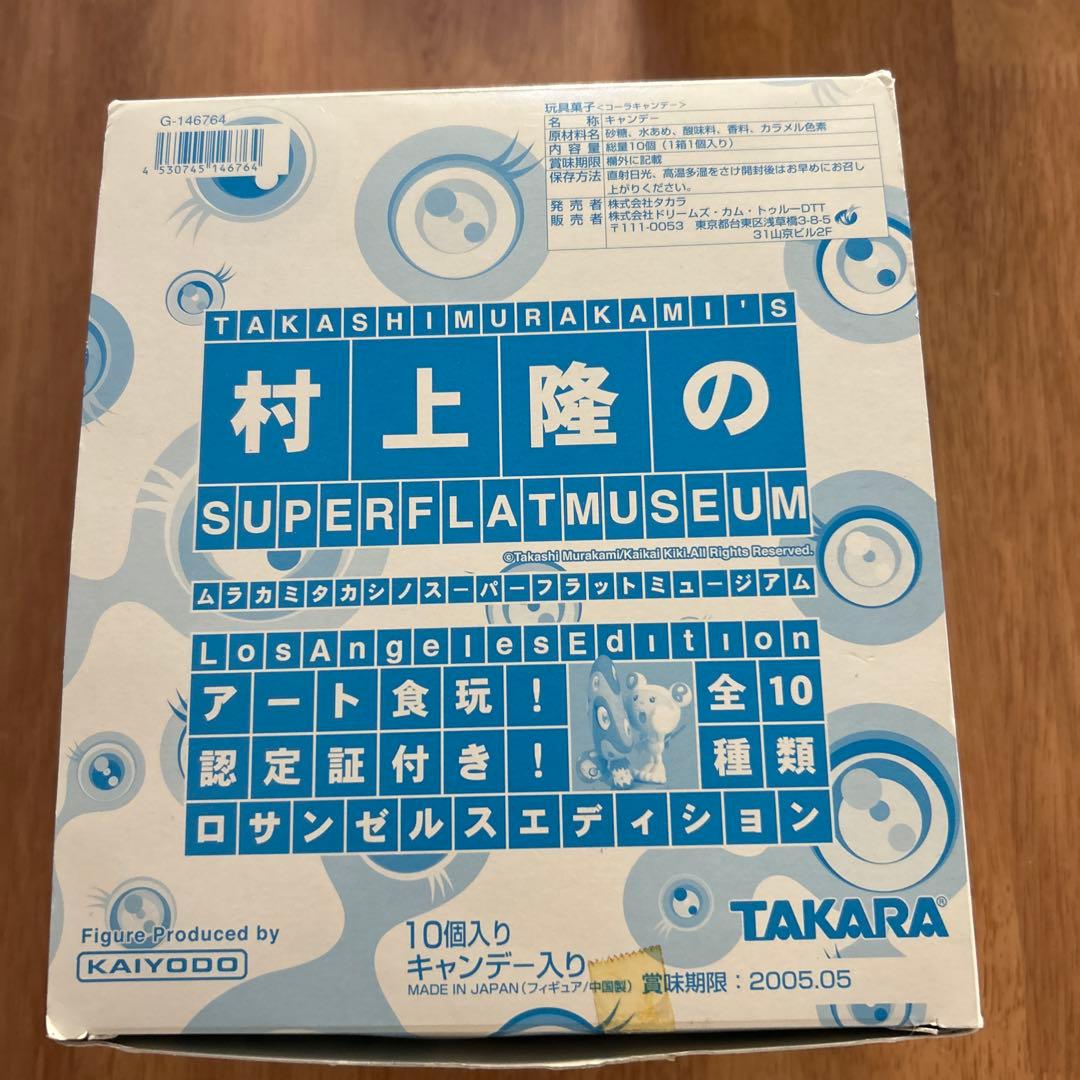 G-146764
4 530745 146764
玩具菓子<コーラキャンデー>
名 称 キャンデー
原材料名 砂糖、水あめ、酸味料、香料、カラメル色素
内 容 量 総量10個(1箱1個入り)
賞味期限 欄外に記載
保存方法 直射日光、高温多湿をさけ開封後はお早めにお召し
上がりください。
発 売 者 株式会社タカラ
販 売 者 株式会社ドリームズ・カム・トゥルーDTT
〒111-0053 東京都台東区浅草橋3-8-5
31山京ビル2F
TAKASHIMURAKAMI'S
村上隆の
SUPERFLATMUSEUM
©Takashi Murakami/Kaikai Kiki.All Rights Reserved.
ムラカミタカシノスーパーフラットミュージアム
LosAngelesEdition
アート食玩!
全10
認定証付き!
種類
ロサンゼルスエディション
Figure Produced by
KAIYODO
10個入り
キャンデー入り
MADE IN JAPAN(フィギュア/中国製)
賞味期限:2005.05
TAKARA®